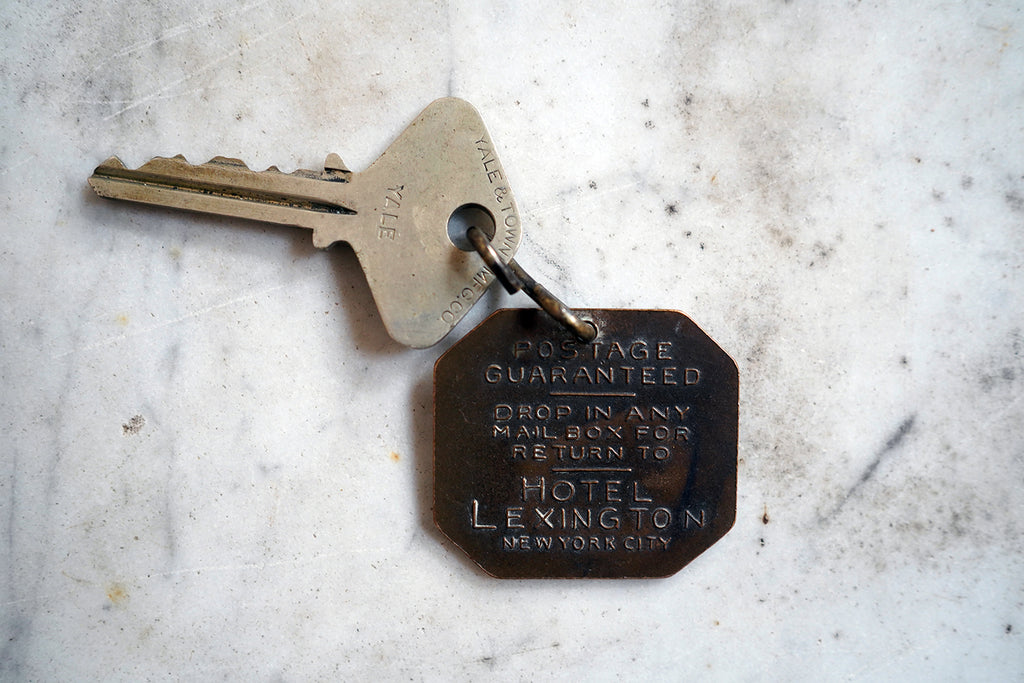 YALE & TOWN MFG.CO
YALE
POSTAGE
GUARANTEED
DROP IN ANY
MAIL BOX FOR
RETURN TO
HOTEL
LEXINGTON
NEW YORK CITY